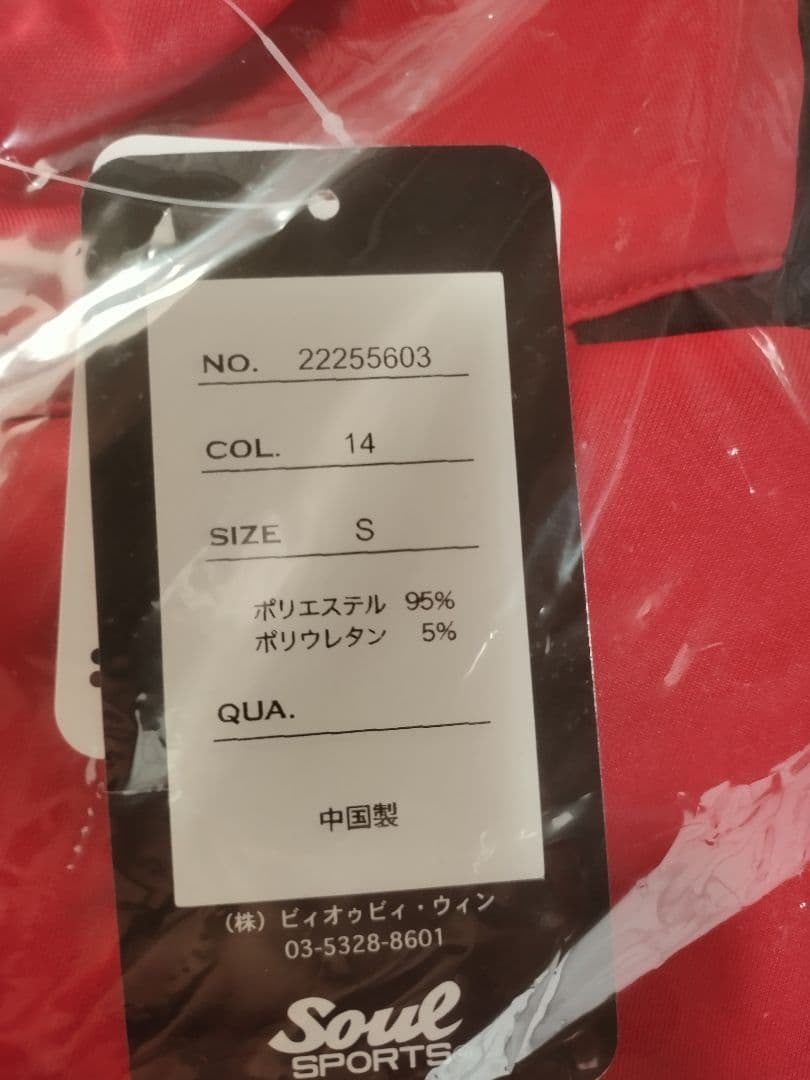 NO. 22255603
COL. 14
SIZE S
ポリエステル 95%
ポリウレタン 5%
QUA.
中国製
(株) ビィオゥビィ・ウィン
03-5328-8601
Soul
SPORTS